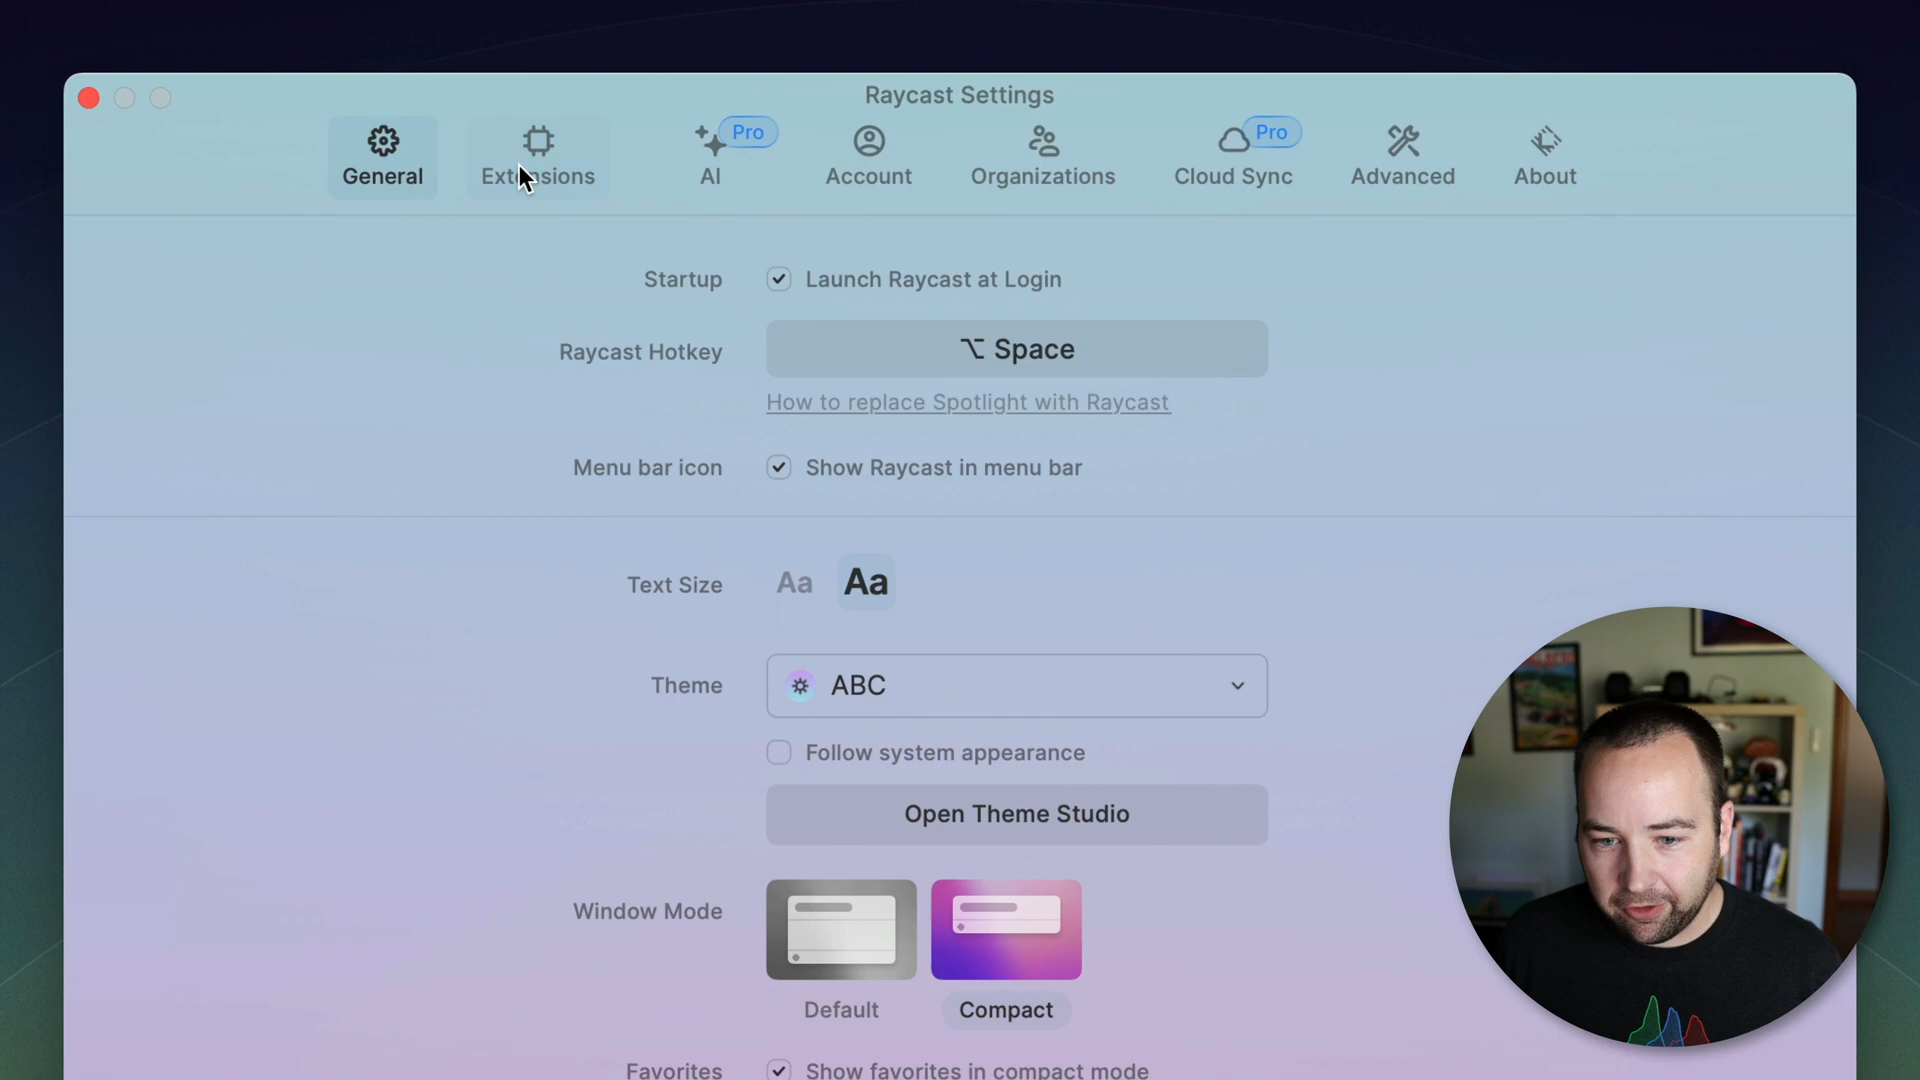 Raycast Settings
General
Extensions
Pro
AI
Account
Organizations
Pro
Cloud Sync
Advanced
About
Startup
Launch Raycast at Login
Raycast Hotkey
⌥ Space
How to replace Spotlight with Raycast
Menu bar icon
Show Raycast in menu bar
Text Size
Aa
Aa
Theme
ABC
Follow system appearance
Open Theme Studio
Window Mode
Default
Compact
Favorites
Show favorites in compact mode